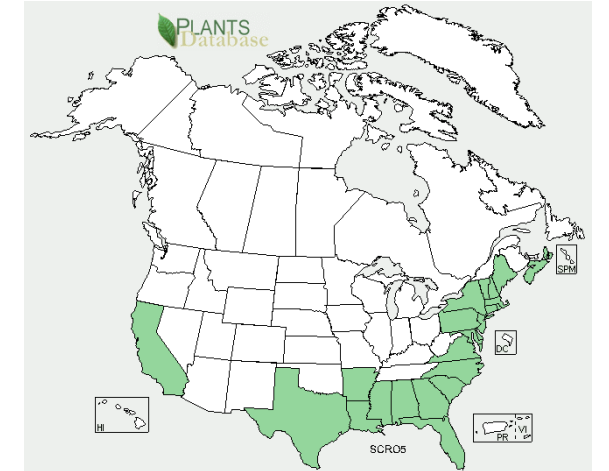 PLANTS
Database
SPM
DC
HI
PR
VI
SCRO5